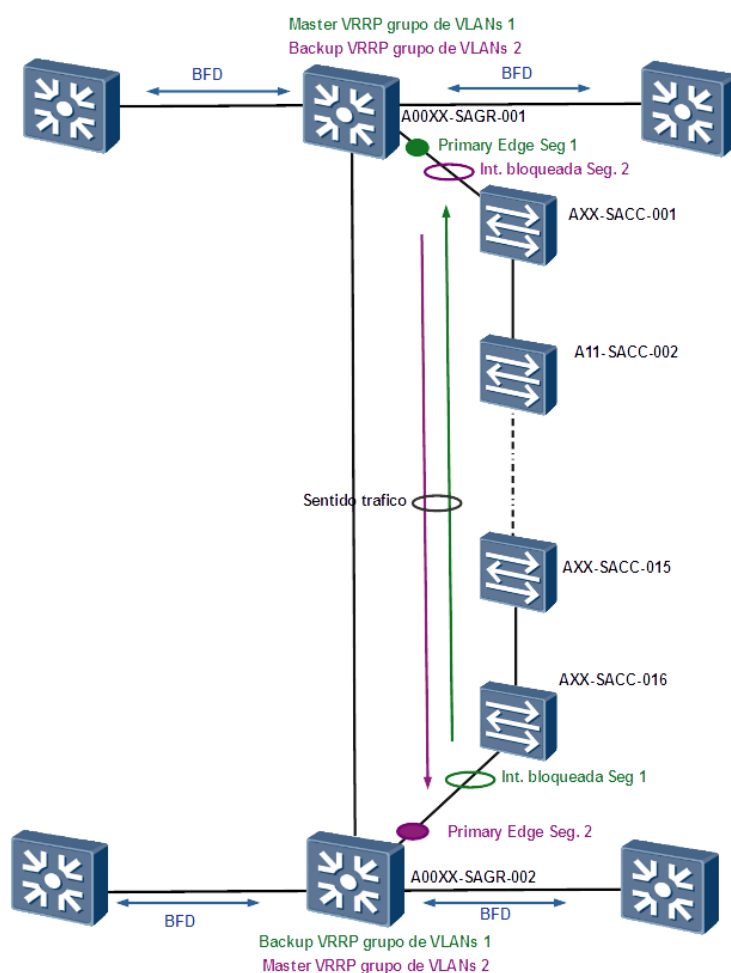 Master VRRP grupo de VLANs 1
Backup VRRP grupo de VLANs 2
BFD
BFD
A00XX-SAGR-001
Primary Edge Seg 1
Int. bloqueada Seg. 2
AXX-SACC-001
A11-SACC-002
Sentido trafico
AXX-SACC-015
AXX-SACC-016
Int. bloqueada Seg 1
Primary Edge Seg. 2
A00XX-SAGR-002
BFD
BFD
Backup VRRP grupo de VLANs 1
Master VRRP grupo de VLANs 2